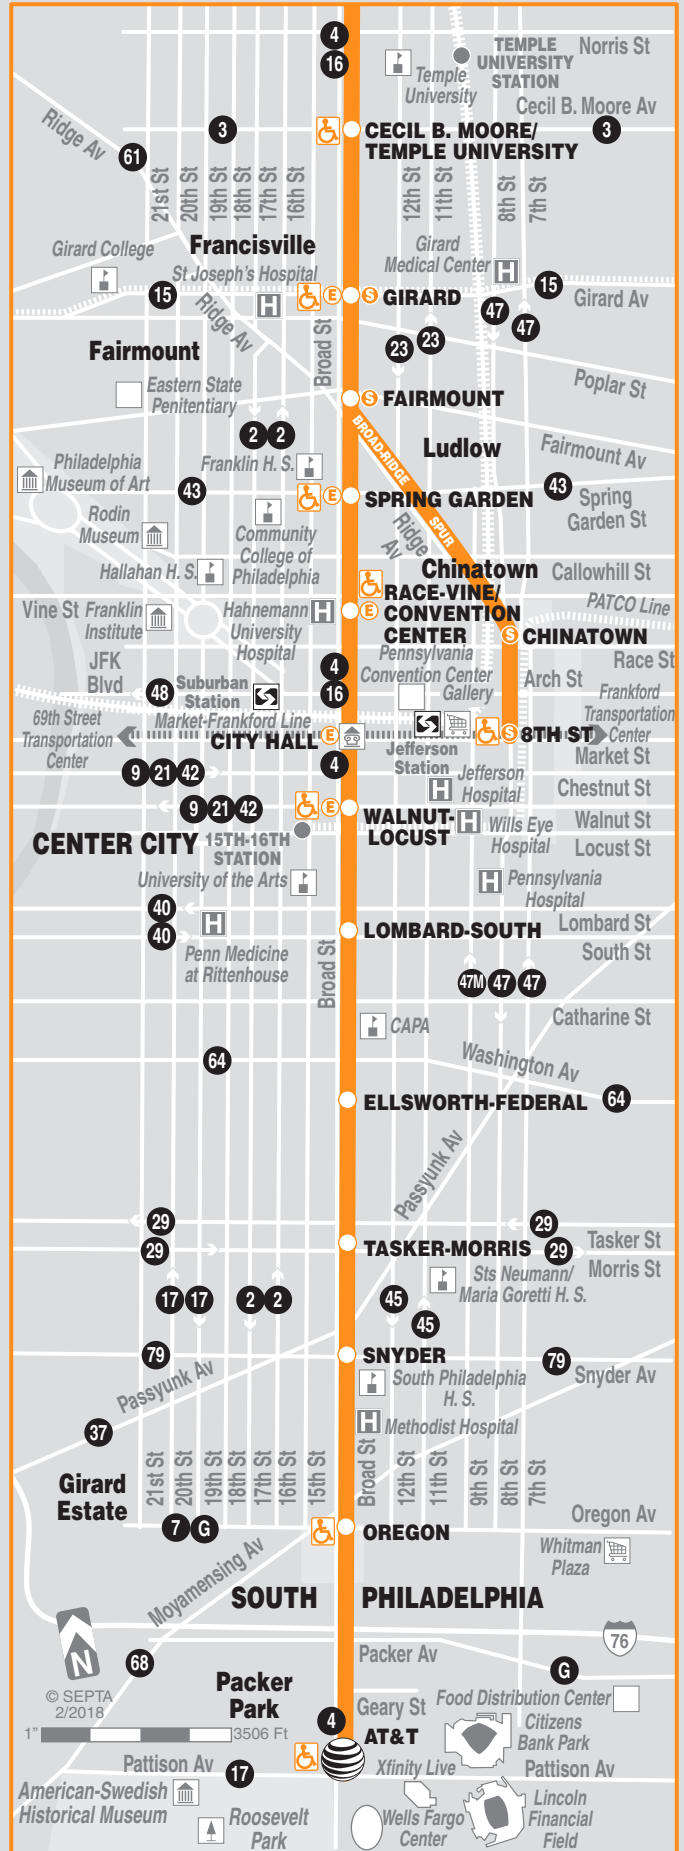 4
16
TEMPLE
UNIVERSITY
STATION
Norris St
Temple
University
Cecil B. Moore Av
Ridge Av
3
CECIL B. MOORE/
TEMPLE UNIVERSITY
3
61
21st St
20th St
19th St
18th St
17th St
16th St
12th St
11th St
8th St
7th St
Girard College
Francisville
St Joseph's Hospital
Girard
Medical Center
H
15
H
E
S
GIRARD
15
Girard Av
Ridge Av
Broad St
47
47
23
23
Fairmount
Poplar St
Eastern State
Penitentiary
S
FAIRMOUNT
BROAD-RIDGE
SPUR
2
2
Ludlow
Fairmount Av
Franklin H. S.
Philadelphia
Museum of Art
43
E
SPRING GARDEN
43
Spring
Garden St
Rodin
Museum
Community
College of
Philadelphia
Ridge
Av
Hallahan H. S.
Chinatown
Callowhill St
RACE-VINE/
CONVENTION
CENTER
E
PATCO Line
Vine St
Franklin
Institute
Hahnemann
University
Hospital
H
S
CHINATOWN
JFK
Blvd
4
16
Pennsylvania
Convention Center
Gallery
Race St
Arch St
48
Suburban
Station
Frankford
Transportation
Center
69th Street
Transportation
Center
Market-Frankford Line
CITY HALL
E
Jefferson
Station
S
8TH ST
Market St
4
9
21
42
H
Jefferson
Hospital
Chestnut St
9
21
42
E
WALNUT-
LOCUST
H
Wills Eye
Hospital
Walnut St
CENTER CITY
15TH-16TH
STATION
Locust St
University of the Arts
H
Pennsylvania
Hospital
40
H
40
Penn Medicine
at Rittenhouse
Broad St
LOMBARD-SOUTH
Lombard St
South St
47M
47
47
CAPA
Catharine St
64
Washington Av
ELLSWORTH-FEDERAL
64
Passyunk Av
29
29
29
29
TASKER-MORRIS
Tasker St
Morris St
Sts Neumann/
Maria Goretti H. S.
17
17
2
2
45
45
79
SNYDER
79
Snyder Av
Passyunk Av
South Philadelphia
H. S.
H
Methodist Hospital
37
Girard
Estate
21st St
20th St
19th St
18th St
17th St
16th St
15th St
Broad St
12th St
11th St
9th St
8th St
7th St
7
G
OREGON
Oregon Av
Whitman
Plaza
Moyamensing Av
SOUTH
PHILADELPHIA
76
N
68
Packer Av
G
Packer
Park
© SEPTA
2/2018
1"
3506 Ft
Geary St
Food Distribution Center
4
AT&T
Citizens
Bank Park
Pattison Av
17
Xfinity Live
Pattison Av
American-Swedish
Historical Museum
Roosevelt
Park
Wells Fargo
Center
Lincoln
Financial
Field